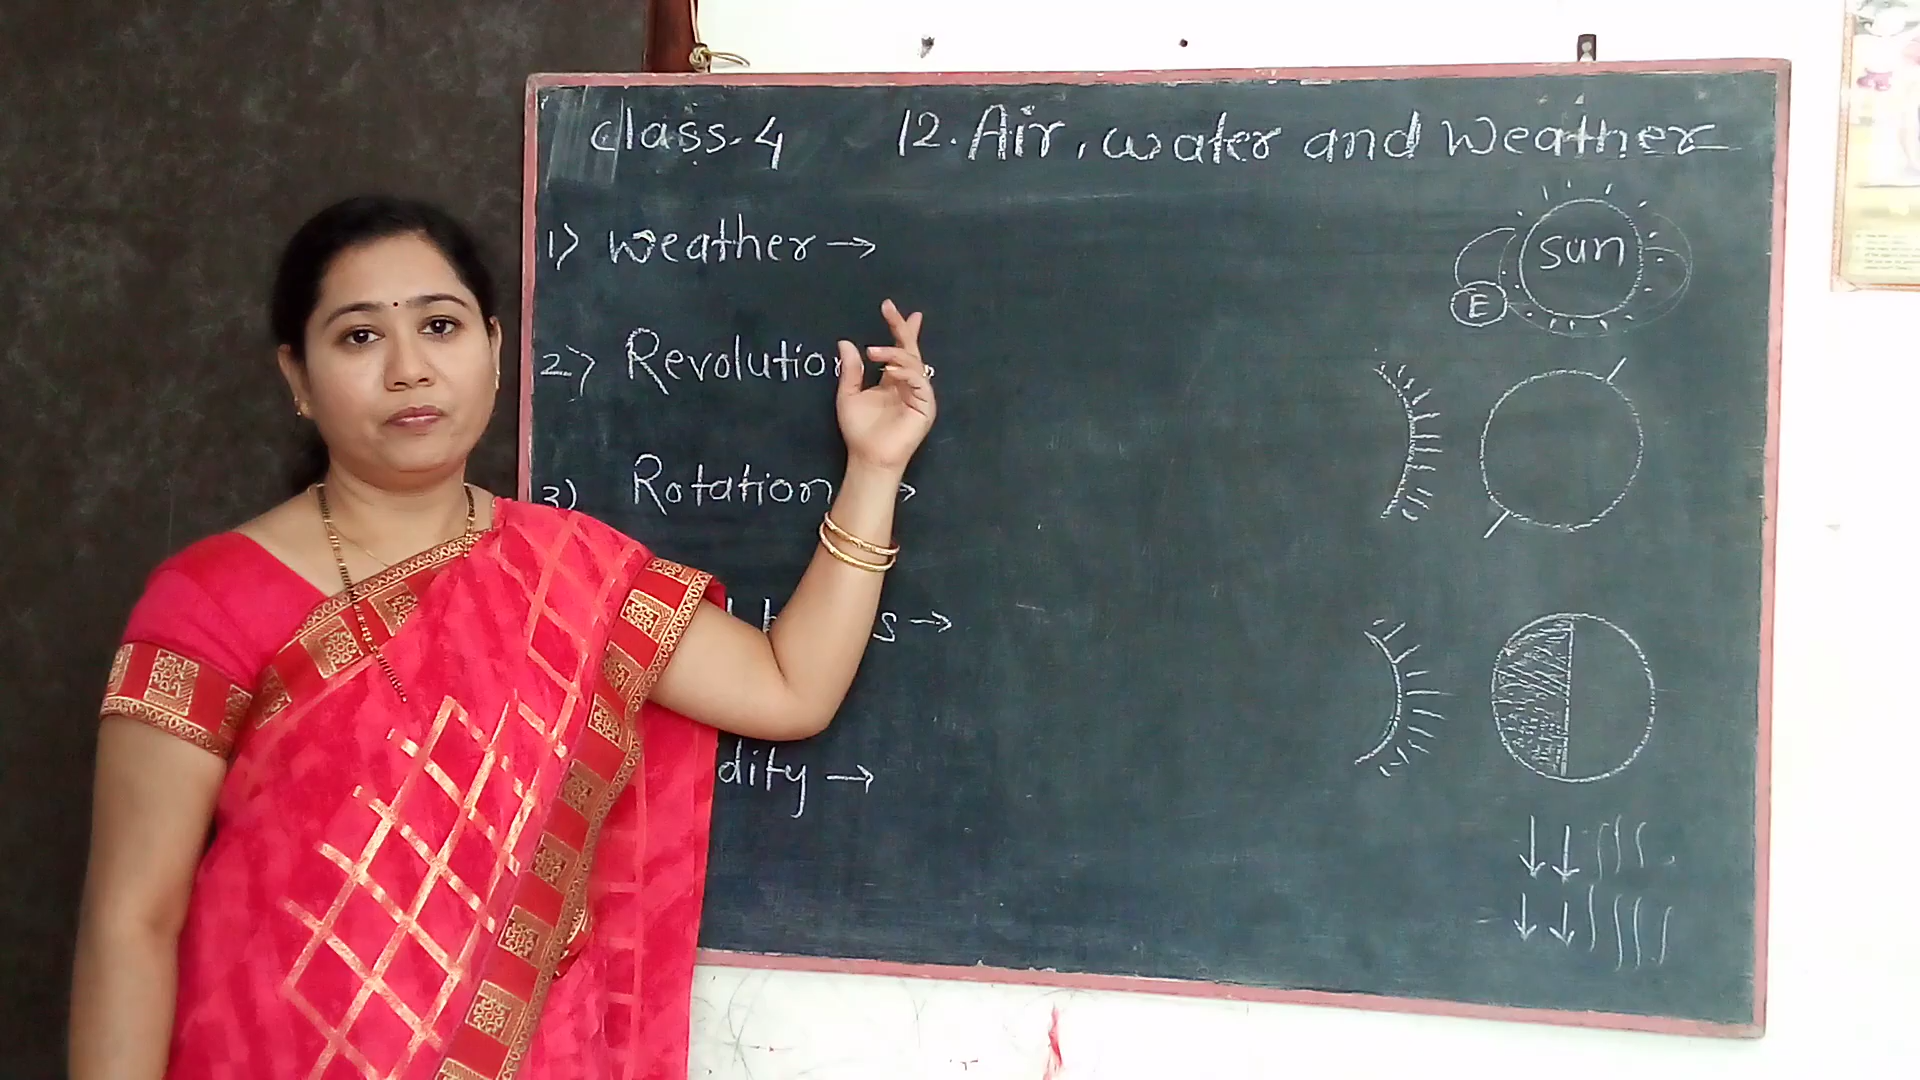 class. 4 12. Air, water and Weather
1) Weather →
sun
E
2) Revolution
3) Rotation →
s →
dity →